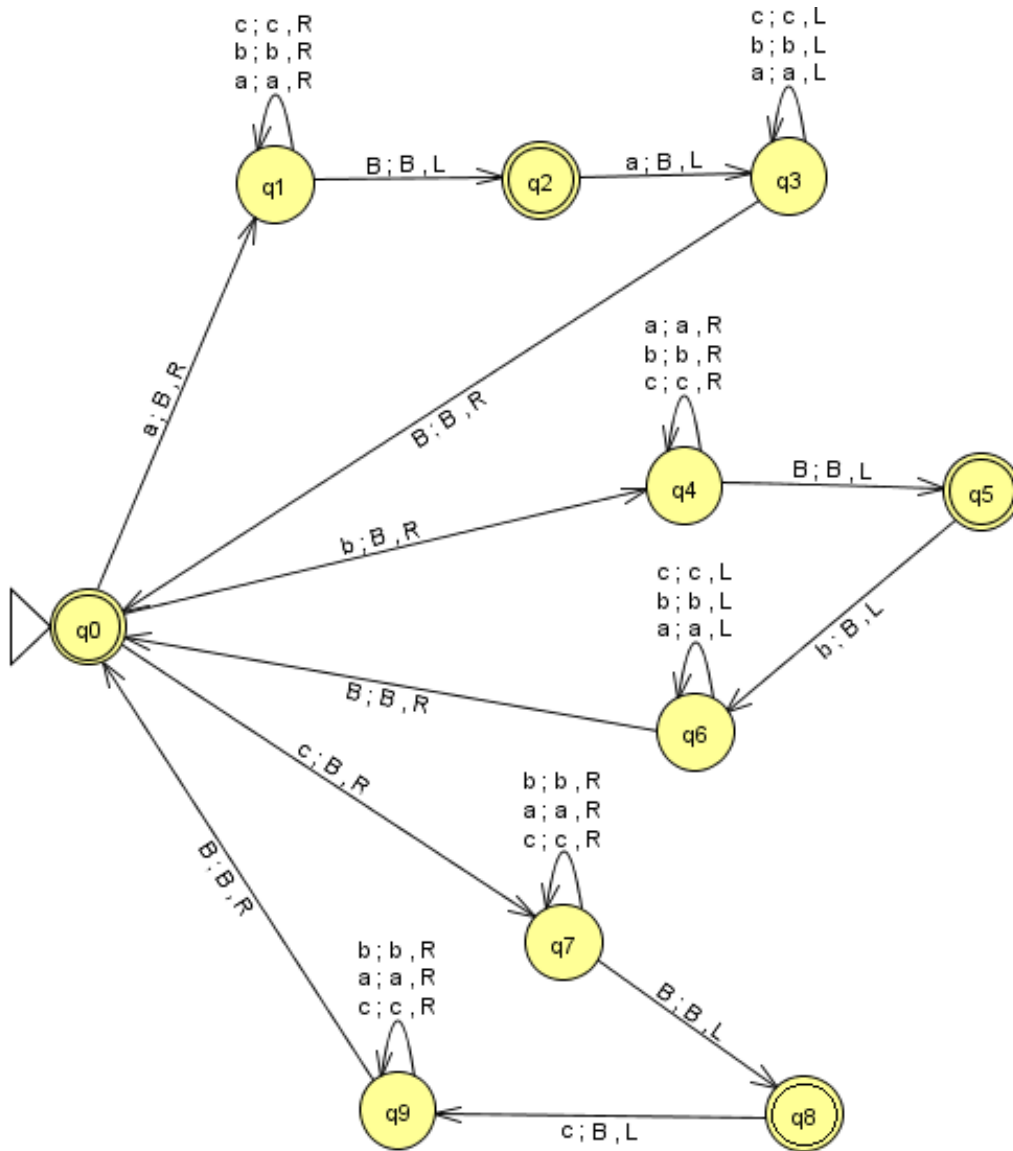 c ; c , R
b ; b , R
a ; a , R
c ; c , L
b ; b , L
a ; a , L
q1
B ; B , L
q2
a ; B , L
q3
a ; B , R
B ; B , R
a ; a , R
b ; b , R
c ; c , R
q4
B ; B , L
q5
b ; B , R
c ; c , L
b ; b , L
a ; a , L
b ; B , L
q0
B ; B , R
q6
c ; B , R
b ; b , R
a ; a , R
c ; c , R
B ; B , R
q7
b ; b , R
a ; a , R
c ; c , R
B ; B , L
q9
c ; B , L
q8